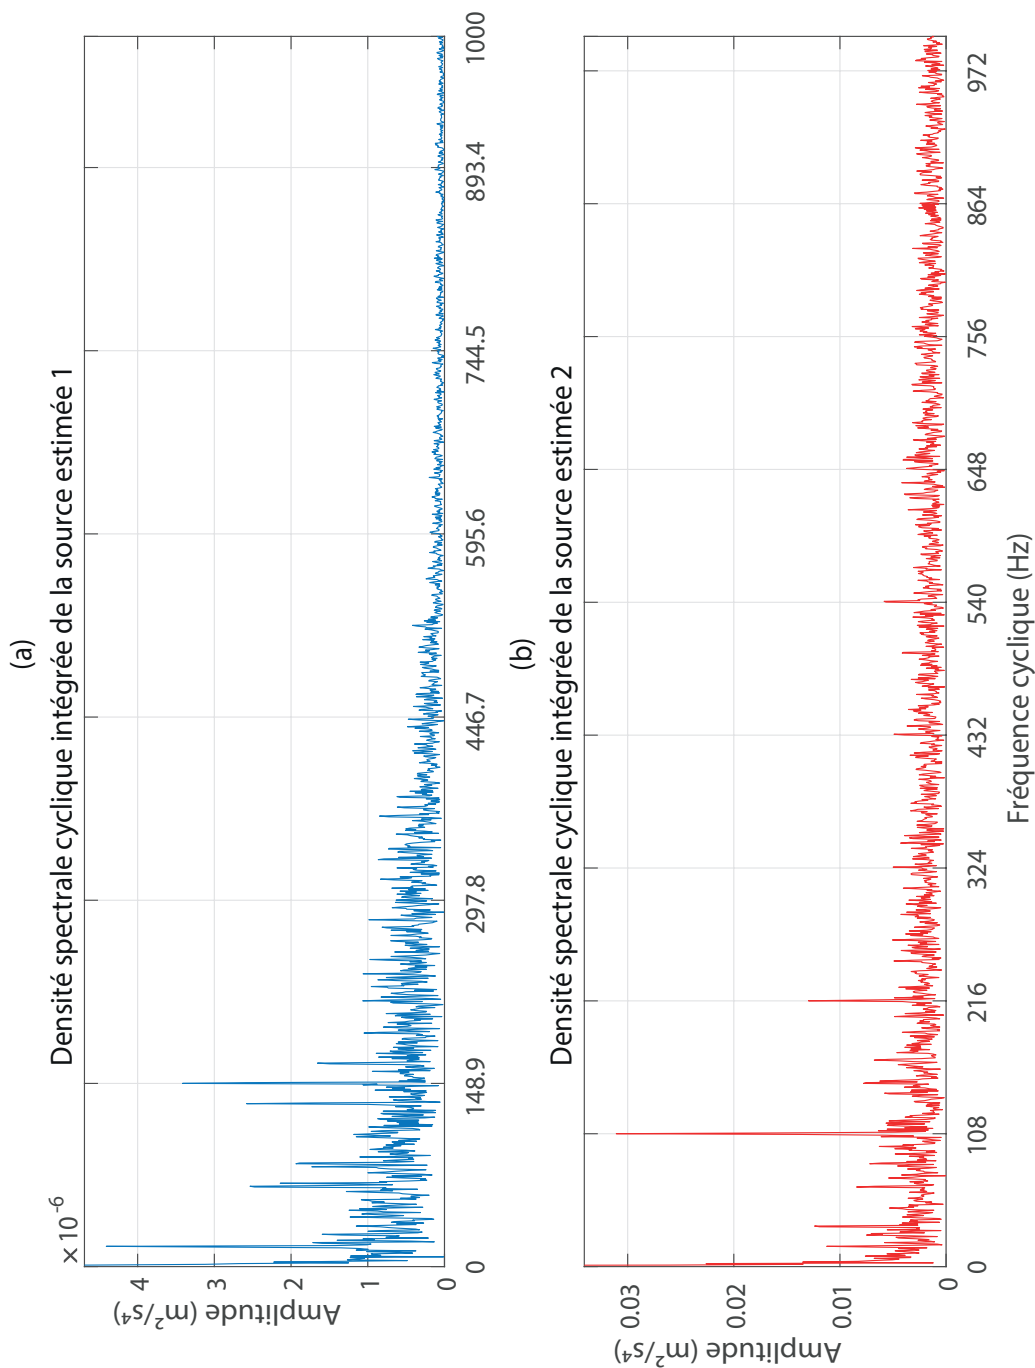 (a)
Densité spectrale cyclique intégrée de la source estimée 1
× 10⁻⁶
Amplitude (m²/s⁴)
4
3
2
1
0
0 148.9 297.8 446.7 595.6 744.5 893.4 1000
(b)
Densité spectrale cyclique intégrée de la source estimée 2
Amplitude (m²/s⁴)
0.03
0.02
0.01
0
0 108 216 324 432 540 648 756 864 972
Fréquence cyclique (Hz)